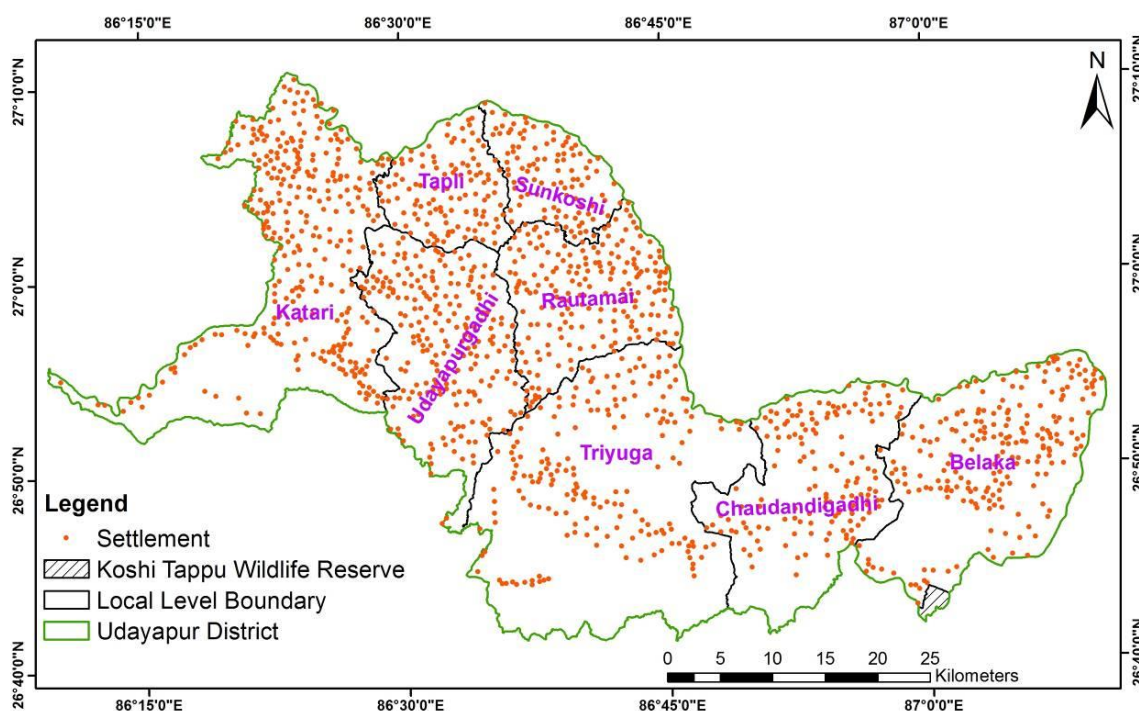 86°15'0"E 86°30'0"E 86°45'0"E 87°0'0"E
27°10'0"N
27°0'0"N
26°50'0"N
26°40'0"N
27°10'0"N
27°0'0"N
26°50'0"N
26°40'0"N
N
Tapli
Sunkoshi
Katari
Rautamai
Udayapurgadhi
Triyuga
Belaka
Chaudandigadhi
Legend
Settlement
Koshi Tappu Wildlife Reserve
Local Level Boundary
Udayapur District
0 5 10 15 20 25
Kilometers
86°15'0"E 86°30'0"E 86°45'0"E 87°0'0"E